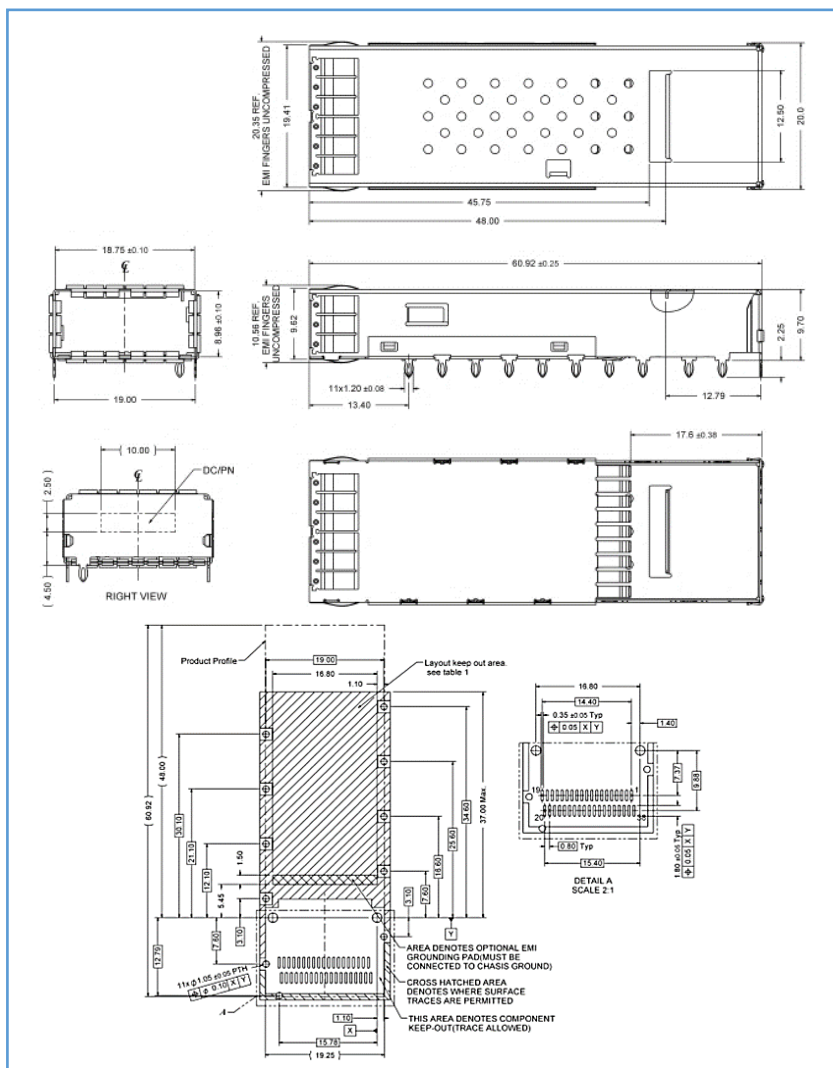 20.35 REF.
EMI FINGERS UNCOMPRESSED
19.41
12.50
20.0
45.75
48.00
18.75 ±0.10
℄
8.96 ±0.10
19.00
60.92 ±0.25
10.56 REF.
EMI FINGERS
UNCOMPRESSED
9.62
2.25
9.70
11x1.20 ±0.08
13.40
12.79
( 10.00 )
℄
DC/PN
( 2.50 )
( 4.50 )
RIGHT VIEW
17.6 ±0.38
Product Profile
19.00
16.80
1.10
Layout keep out area.
see table 1
( 60.92 )
( 48.00 )
30.10
21.10
12.10
1.50
5.45
3.10
7.60
12.79
7.60
3.10
16.60
25.60
34.60
37.00 Max.
Y
11x ϕ1.05 ±0.05 PTH
⌖ ϕ 0.10 X Y
A
AREA DENOTES OPTIONAL EMI
GROUNDING PAD(MUST BE
CONNECTED TO CHASIS GROUND)
CROSS HATCHED AREA
DENOTES WHERE SURFACE
TRACES ARE PERMITTED
THIS AREA DENOTES COMPONENT
KEEP-OUT(TRACE ALLOWED)
1.10
X
15.78
( 19.25 )
16.80
14.40
0.35 ±0.05 Typ
⌖ 0.05 X Y
1.40
19
1
20
38
7.37
9.88
0.80 Typ
15.40
1.80 ±0.05 Typ
⌖ 0.05 X Y
DETAIL A
SCALE 2:1